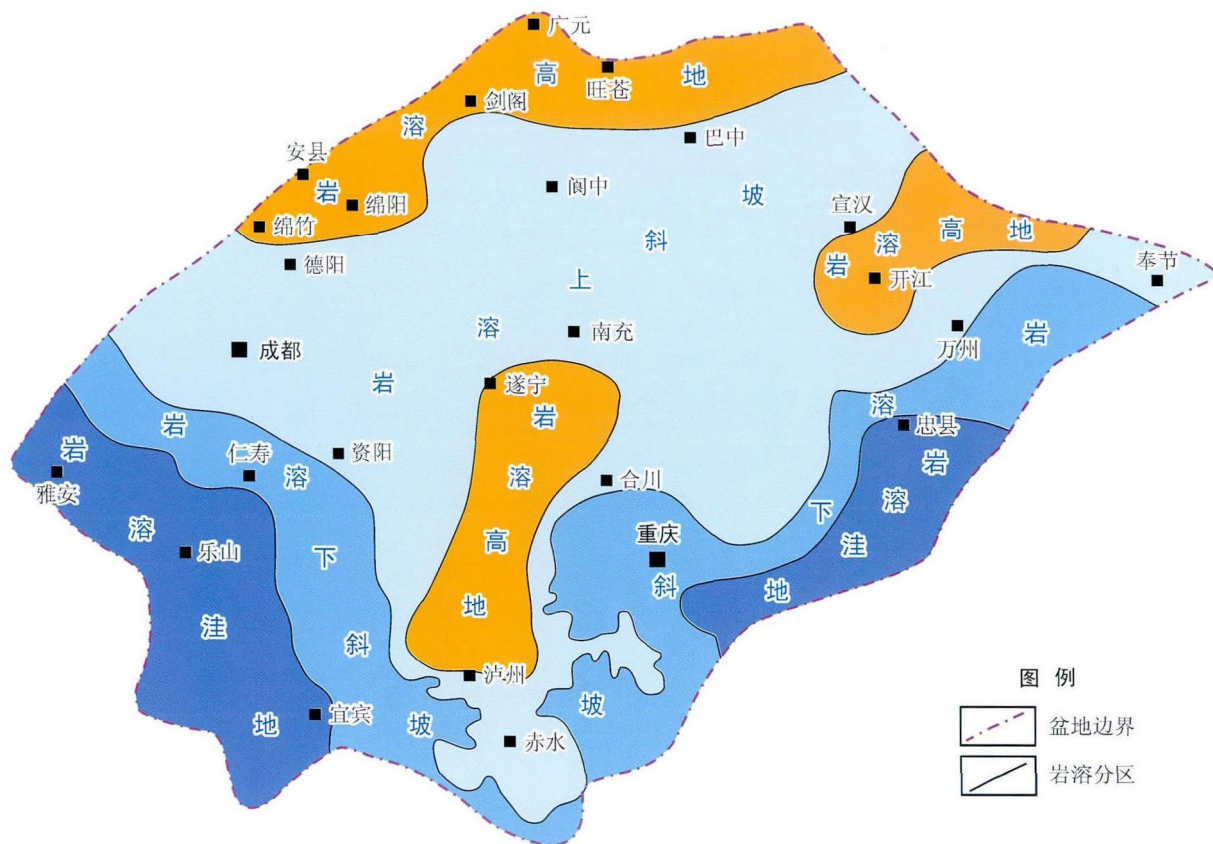 广元
旺苍
剑阁
巴中
安县
绵阳
绵竹
德阳
阆中
宣汉
开江
奉节
万州
南充
成都
遂宁
资阳
仁寿
雅安
乐山
合川
重庆
忠县
泸州
宜宾
赤水
岩溶高地
岩溶高地
岩溶高地
岩溶上斜坡
岩溶下斜坡
岩溶下斜坡
岩溶洼地
岩溶洼地
图 例
盆地边界
岩溶分区